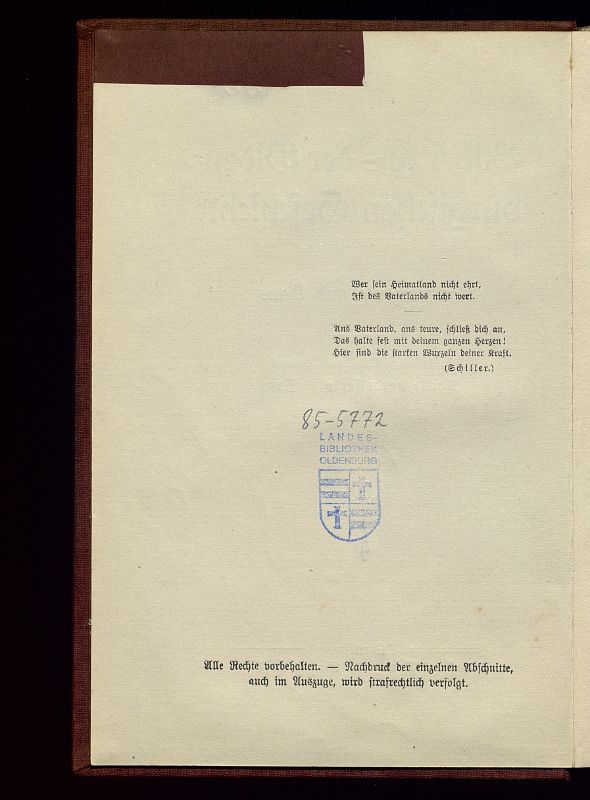 Wer sein Heimatland nicht ehrt,
Ist des Vaterlands nicht wert.
Ans Vaterland, ans teure, schließ dich an,
Das halte fest mit deinem ganzen Herzen!
Hier sind die starken Wurzeln deiner Kraft.
(Schiller.)
85-5772
LANDES-
BIBLIOTHEK
OLDENBURG
Alle Rechte vorbehalten. — Nachdruck der einzelnen Abschnitte,
auch im Auszuge, wird strafrechtlich verfolgt.